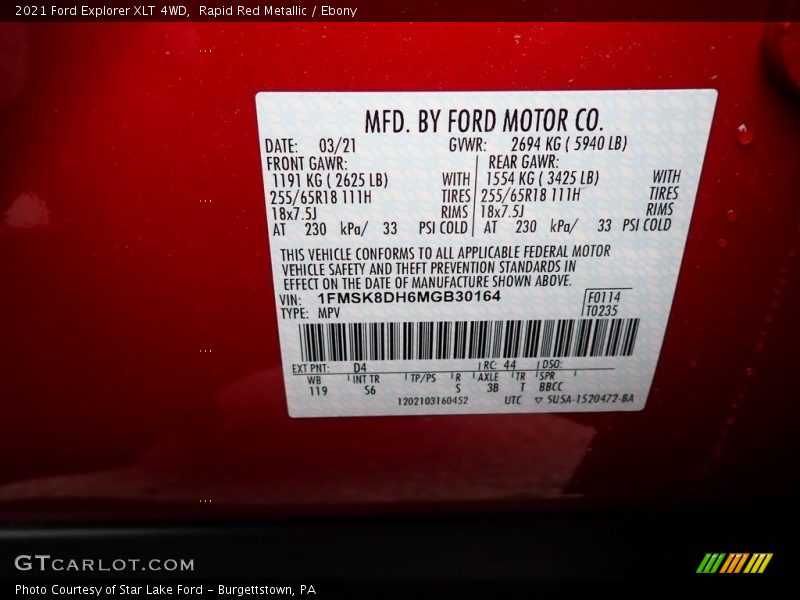 2021 Ford Explorer XLT 4WD, Rapid Red Metallic / Ebony
MFD. BY FORD MOTOR CO.
DATE: 03/21 GVWR: 2694 KG ( 5940 LB)
FRONT GAWR: REAR GAWR:
1191 KG ( 2625 LB) WITH 1554 KG ( 3425 LB) WITH
255/65R18 111H TIRES 255/65R18 111H TIRES
18x7.5J RIMS 18x7.5J RIMS
AT 230 kPa/ 33 PSI COLD AT 230 kPa/ 33 PSI COLD
THIS VEHICLE CONFORMS TO ALL APPLICABLE FEDERAL MOTOR
VEHICLE SAFETY AND THEFT PREVENTION STANDARDS IN
EFFECT ON THE DATE OF MANUFACTURE SHOWN ABOVE.
VIN: 1FMSK8DH6MGB30164 F0114
TYPE: MPV T0235
EXT PNT: D4 RC: 44 DSO:
WB INT TR TP/PS R AXLE TR SPR
119 S6 S 3B T BBCC
1202103160452 UTC ▽ 5U5A-1520472-BA
GTCARLOT.COM
Photo Courtesy of Star Lake Ford - Burgettstown, PA